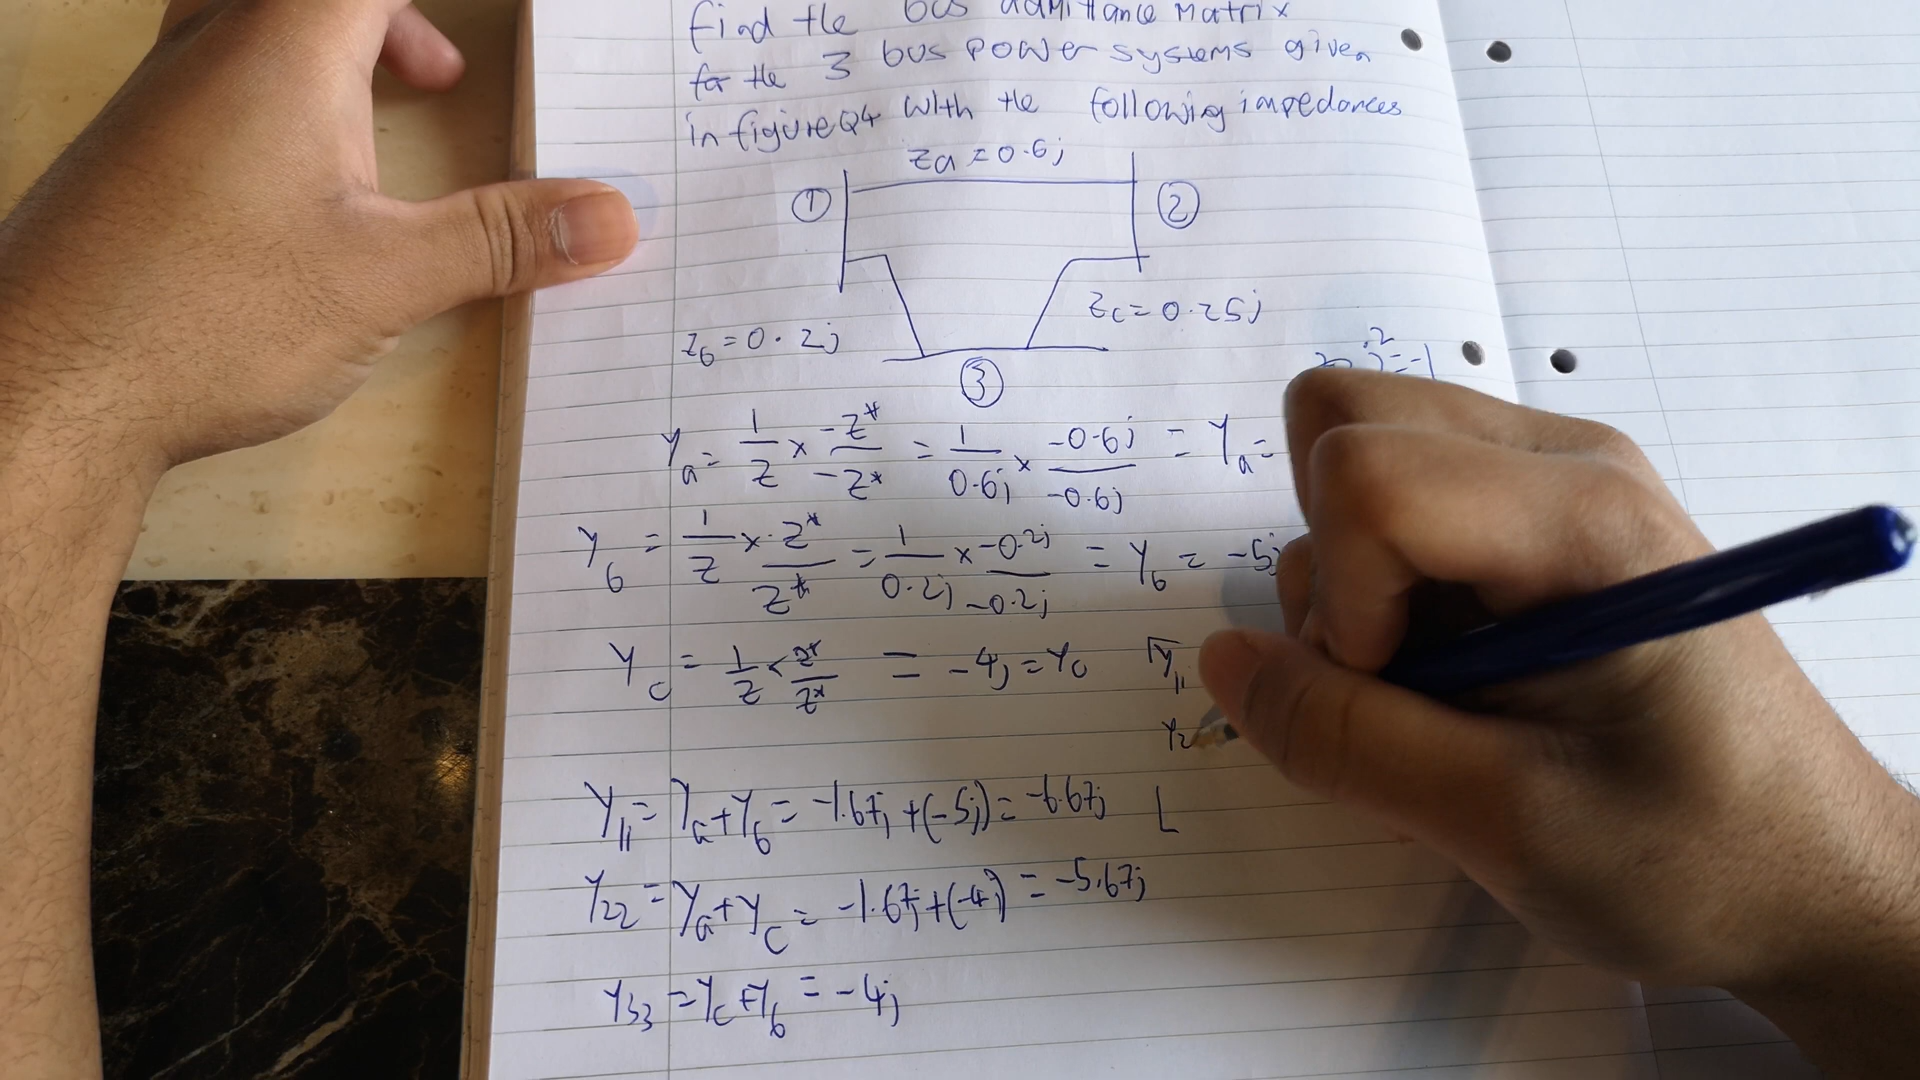 find the bus admittance Matrix
for the 3 bus power systems given
in figure Q4 with the following impedances
Za = 0.6j
1
2
Zc = 0.25j
Zb = 0.2j
3
j² = -1
Ya = 1/Z × -Z*/-Z* = 1/0.6j × -0.6j/-0.6j = Ya =
Yb = 1/Z × Z*/Z* = 1/0.2j × -0.2j/-0.2j = Yb = -5j
Yc = 1/Z × Z*/Z* = -4j = Yc
Y11
Y2
Y11 = Ya + Yb = -1.67j + (-5j) = -6.67j
Y22 = Ya + Yc = -1.67j + (-4j) = -5.67j
Y33 = Yc + Yb = -4j